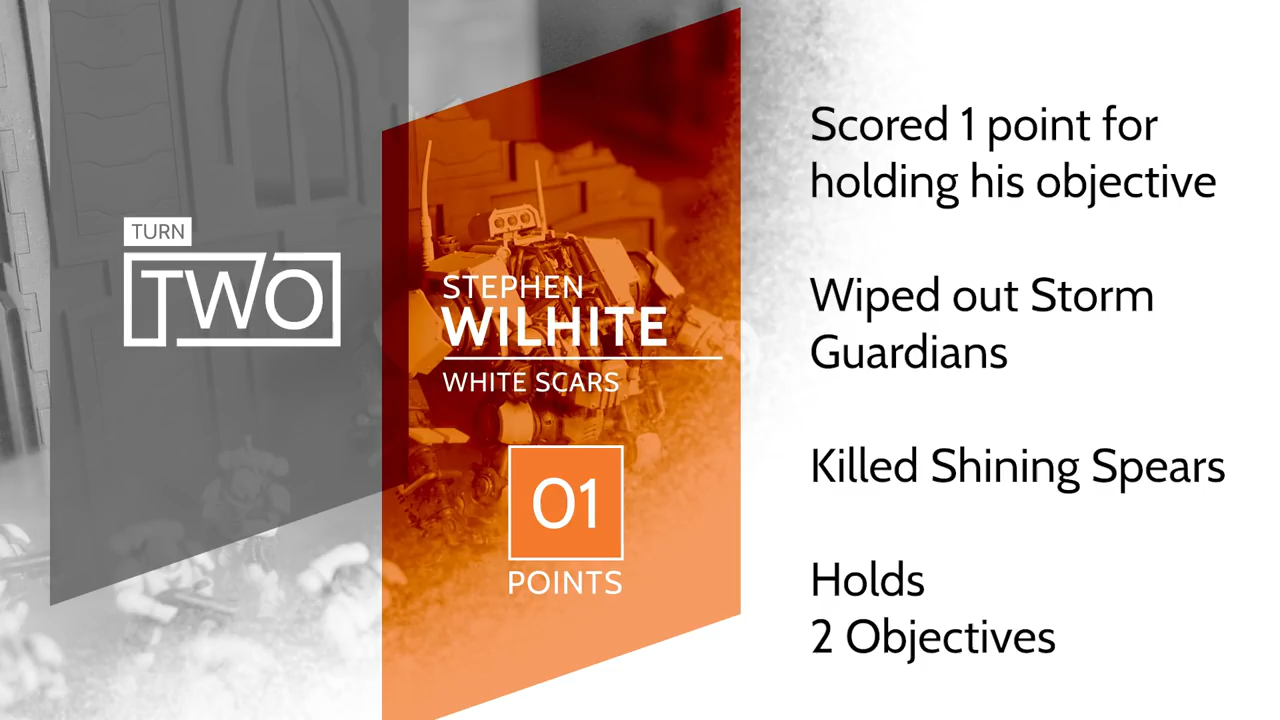 TURN
TWO
STEPHEN
WILHITE
WHITE SCARS
01
POINTS
Scored 1 point for
holding his objective
Wiped out Storm
Guardians
Killed Shining Spears
Holds
2 Objectives